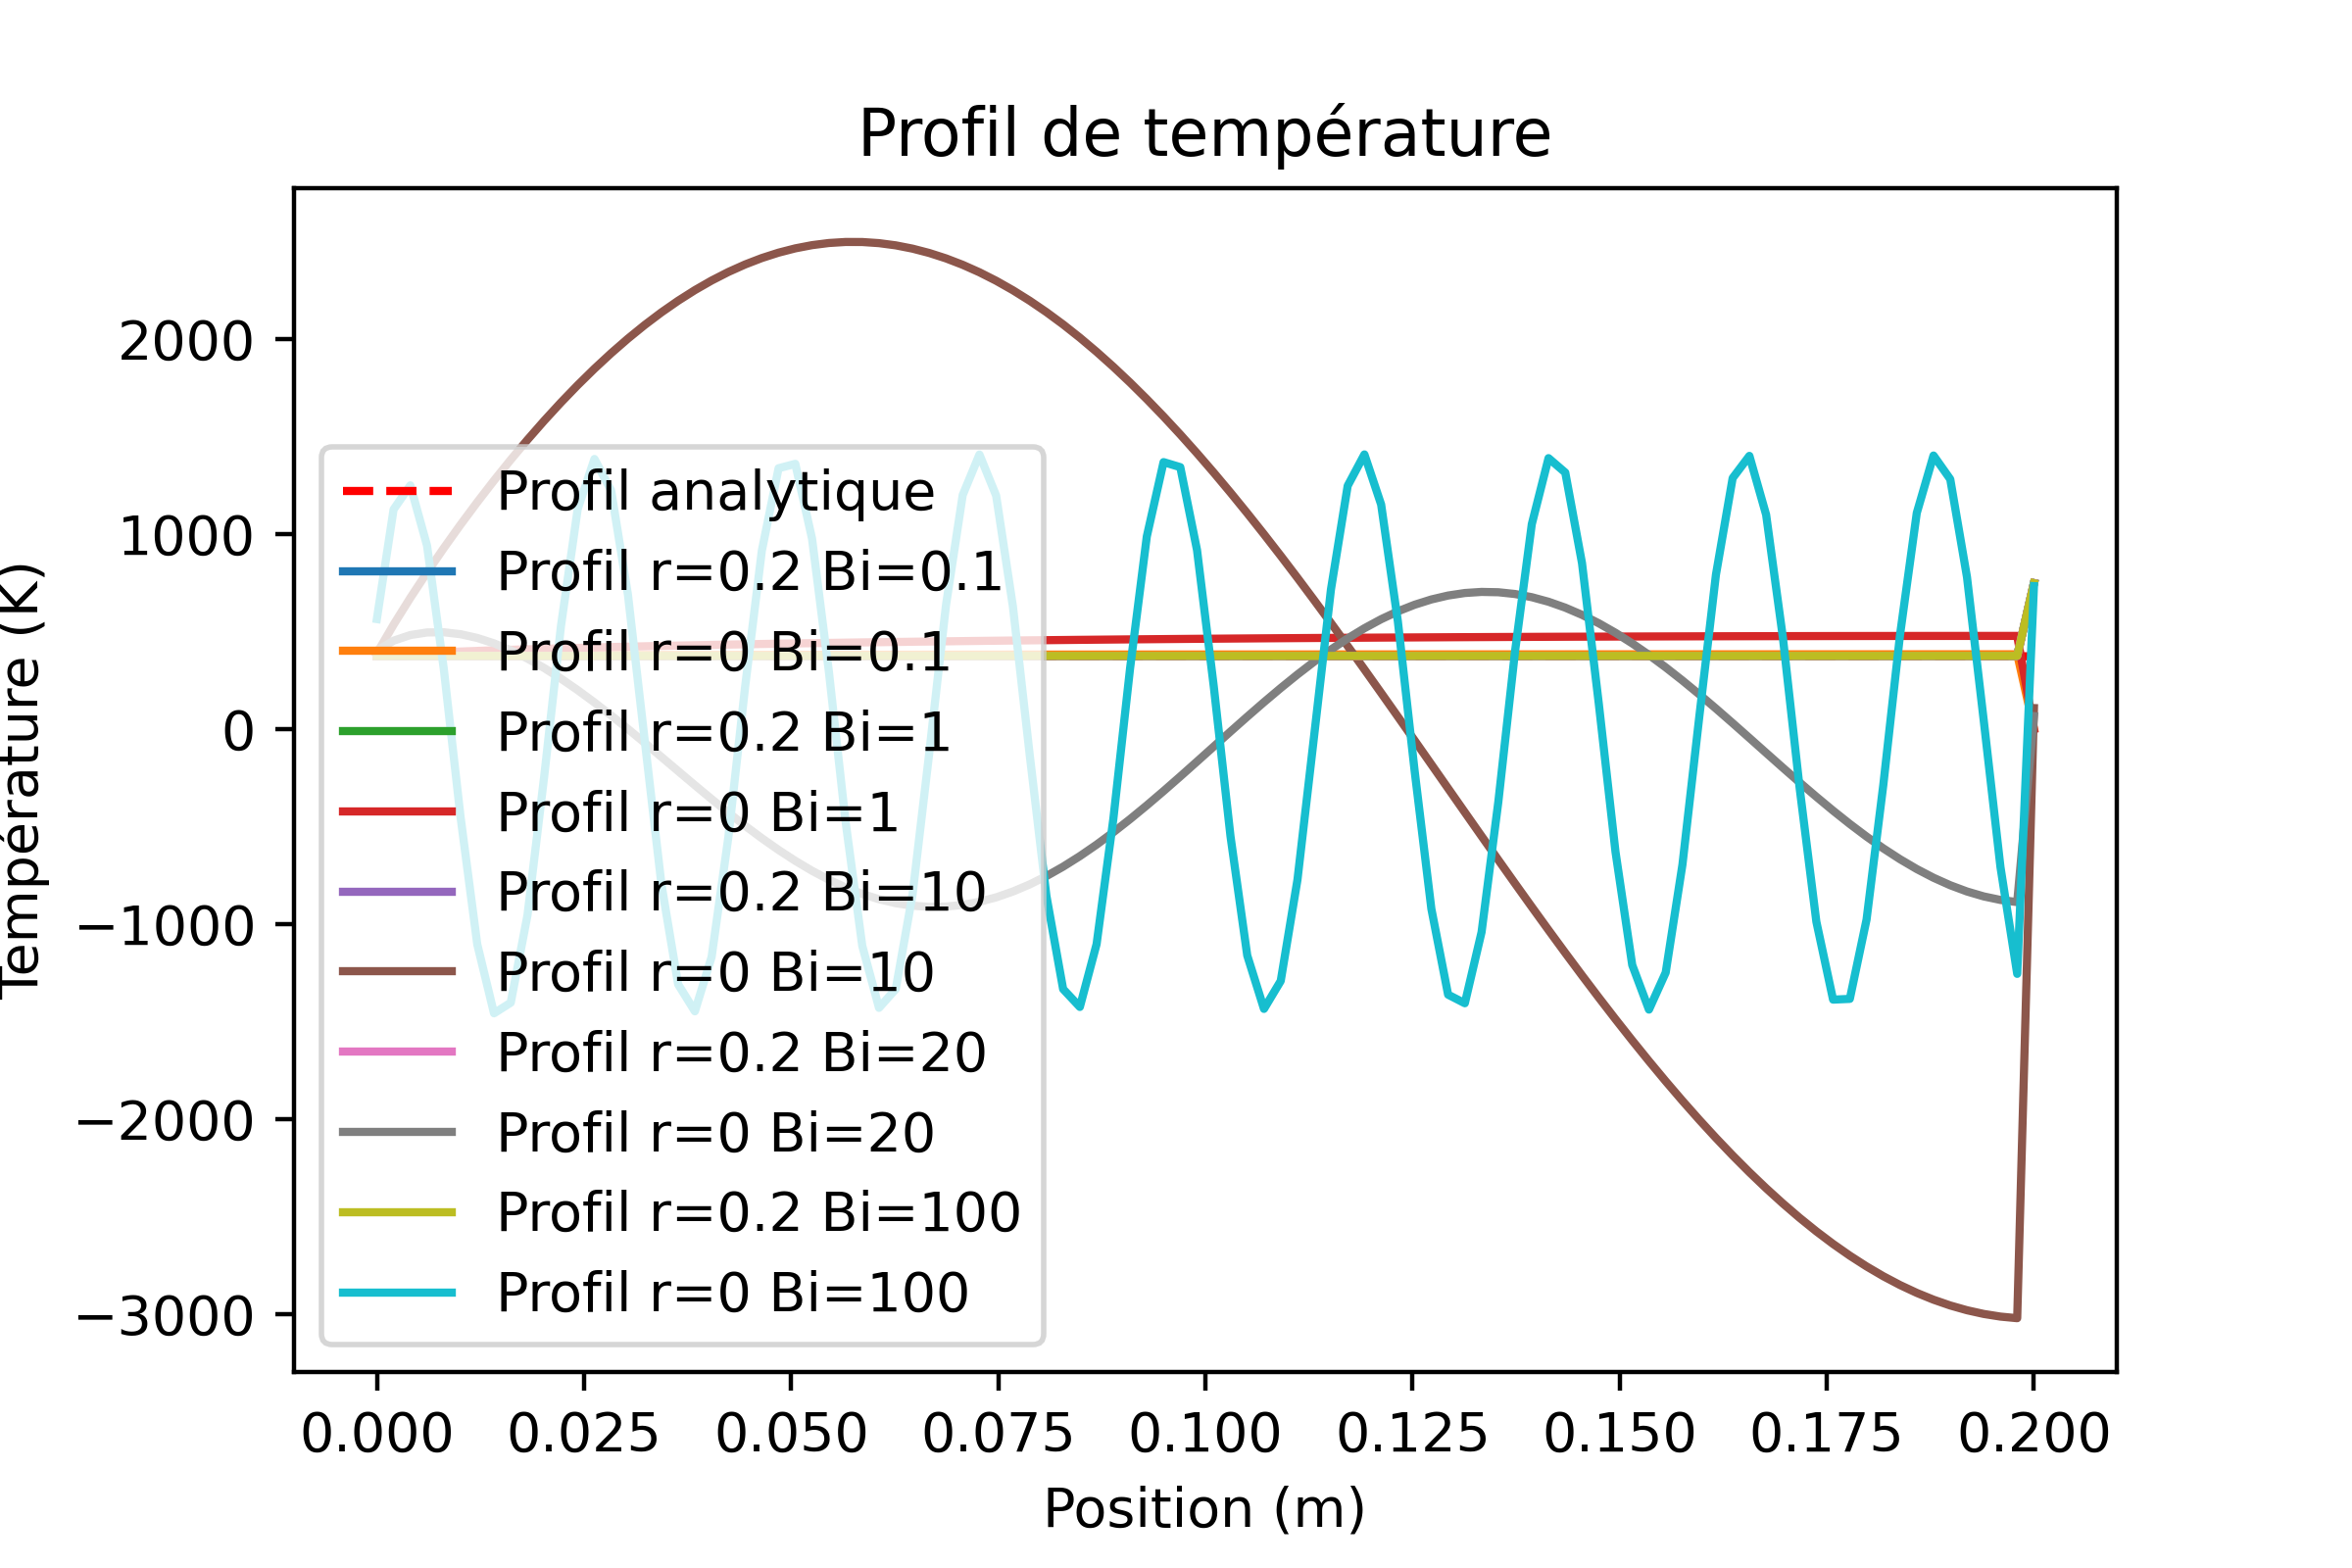 Profil de température
Température (K)
2000
1000
0
−1000
−2000
−3000
Profil analytique
Profil r=0.2 Bi=0.1
Profil r=0 Bi=0.1
Profil r=0.2 Bi=1
Profil r=0 Bi=1
Profil r=0.2 Bi=10
Profil r=0 Bi=10
Profil r=0.2 Bi=20
Profil r=0 Bi=20
Profil r=0.2 Bi=100
Profil r=0 Bi=100
0.000 0.025 0.050 0.075 0.100 0.125 0.150 0.175 0.200
Position (m)